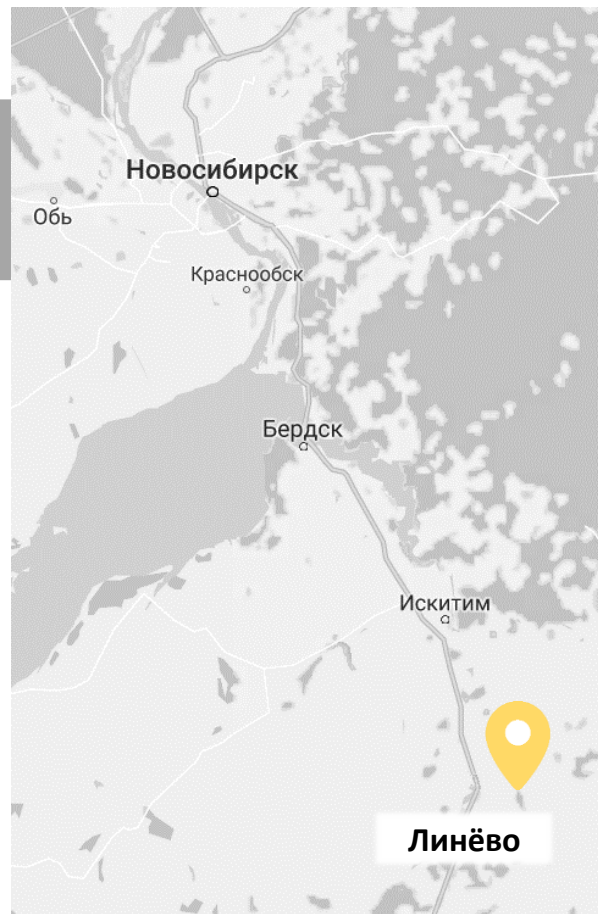 Новосибирск
Обь
Краснообск
Бердск
Искитим
Линёво